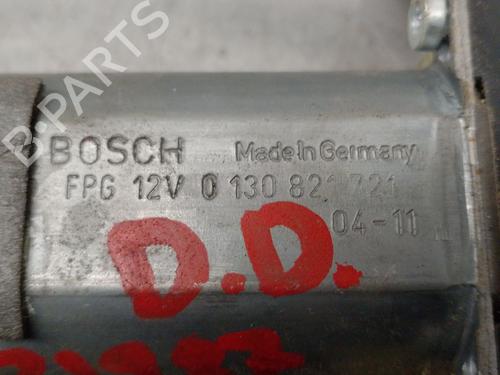 B-PARTS
BOSCH Made in Germany
FPG 12V 0 130 821 721
04-11
D.D.